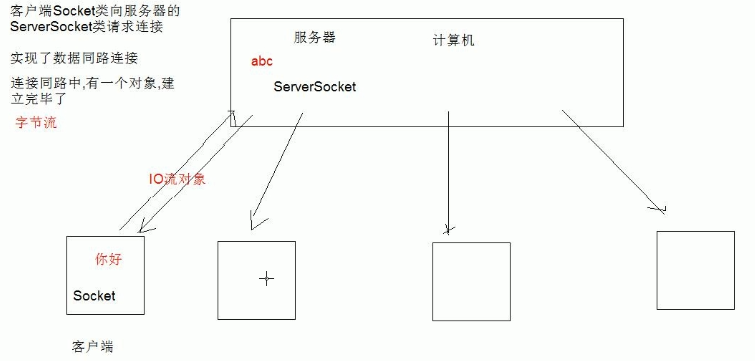 客户端Socket类向服务器的
ServerSocket类请求连接
实现了数据同路连接
连接同路中,有一个对象,建
立完毕了
字节流
服务器
计算机
abc
ServerSocket
IO流对象
你好
Socket
客户端